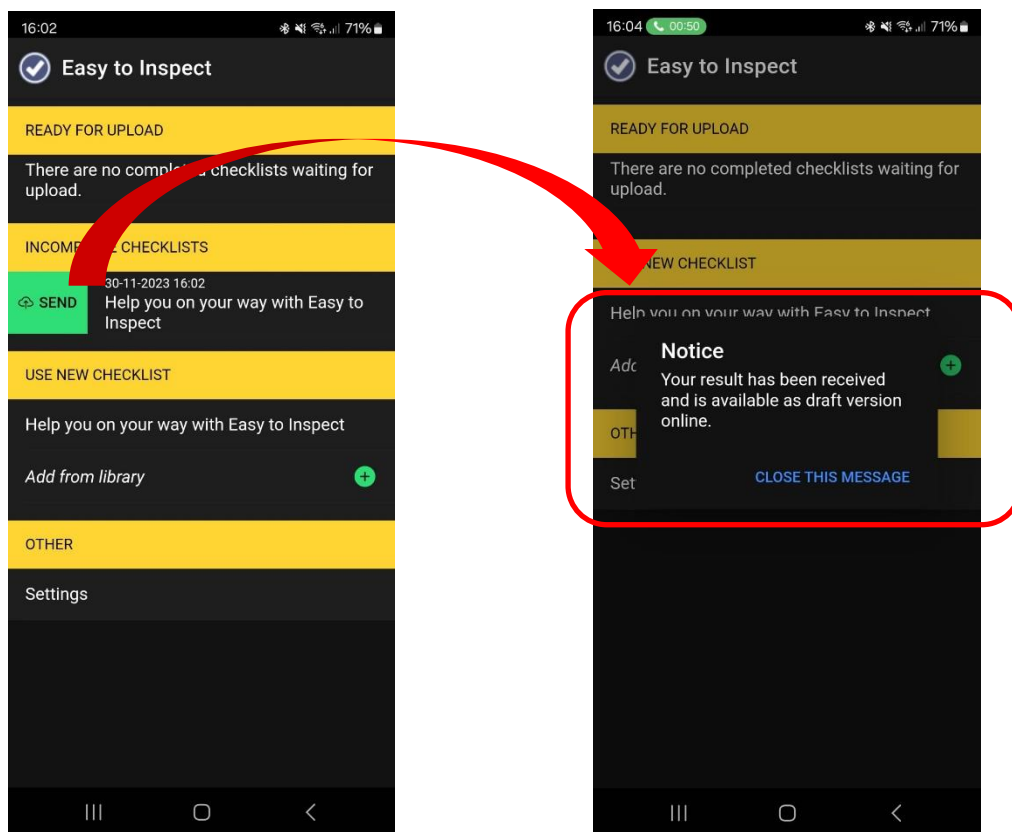 16:02
71%
Easy to Inspect
READY FOR UPLOAD
There are no checklists waiting for
upload.
CHECKLISTS
30-11-2023 16:02
SEND
Help you on your way with Easy to
Inspect
USE NEW CHECKLIST
Help you on your way with Easy to Inspect
Add from library
OTHER
Settings
16:04
00:50
71%
Easy to Inspect
READY FOR UPLOAD
There are no completed checklists waiting for
upload.
NEW CHECKLIST
Help you on your way with Easy to Inspect
Notice
Your result has been received
and is available as draft version
online.
CLOSE THIS MESSAGE